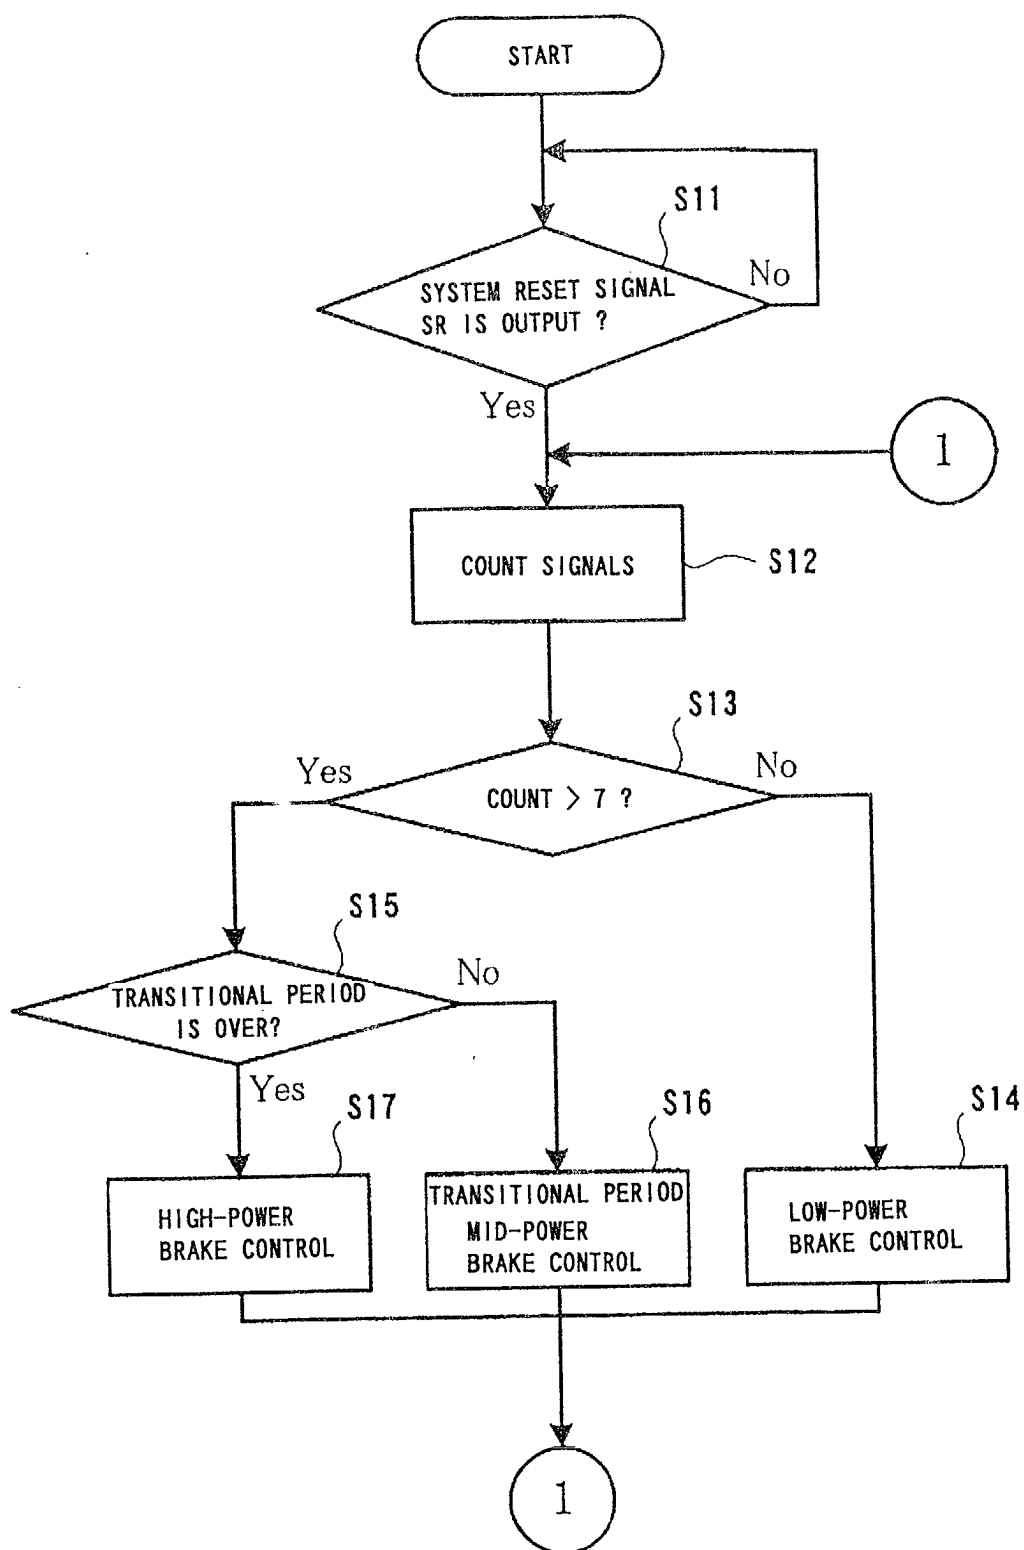 START
S11
No
SYSTEM RESET SIGNAL
SR IS OUTPUT ?
Yes
1
COUNT SIGNALS
S12
S13
Yes
No
COUNT > 7 ?
S15
No
TRANSITIONAL PERIOD
IS OVER?
Yes
S17
S16
S14
HIGH-POWER
BRAKE CONTROL
TRANSITIONAL PERIOD
MID-POWER
BRAKE CONTROL
LOW-POWER
BRAKE CONTROL
1